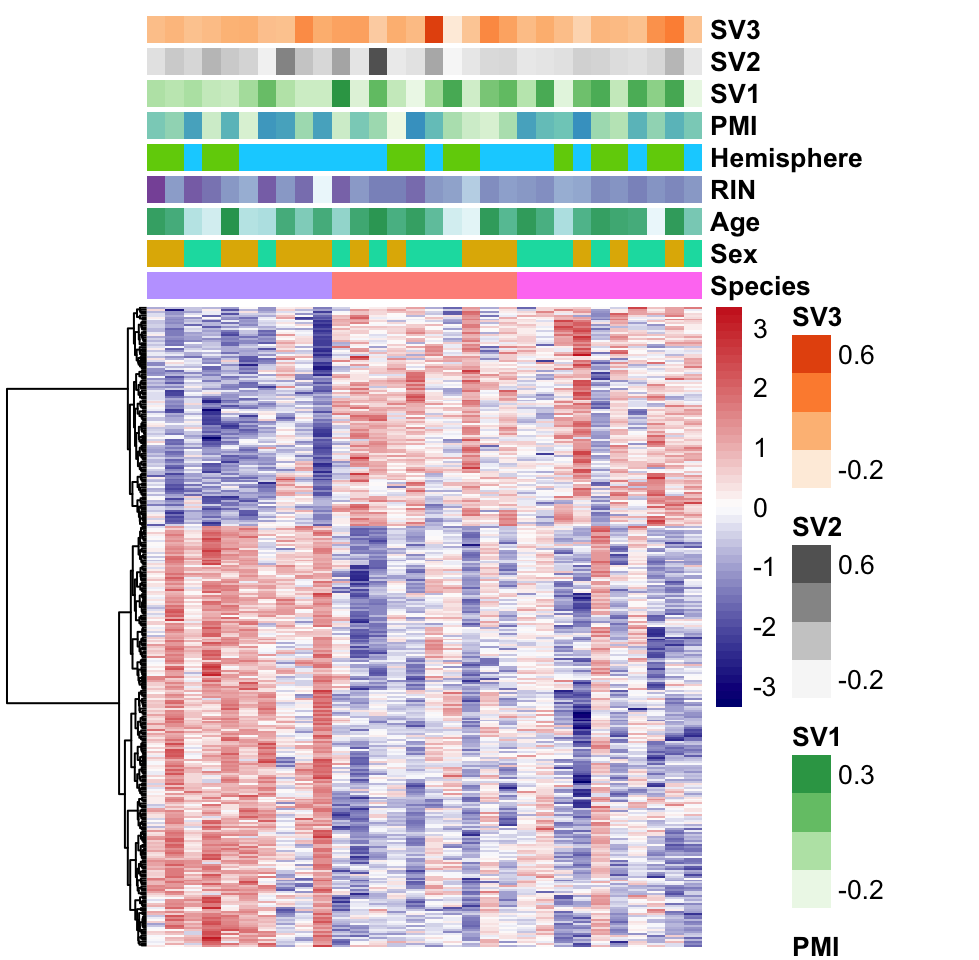 SV3
SV2
SV1
PMI
Hemisphere
RIN
Age
Sex
Species
3
2
1
0
-1
-2
-3
SV3
0.6
-0.2
SV2
0.6
-0.2
SV1
0.3
-0.2
PMI